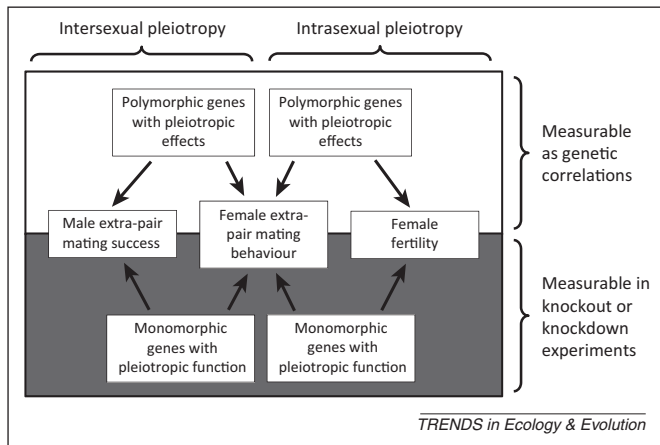 Intersexual pleiotropy
Intrasexual pleiotropy
Polymorphic genes
with pleiotropic
effects
Polymorphic genes
with pleiotropic
effects
Measurable
as genetic
correlations
Male extra-pair
mating success
Female extra-
pair mating
behaviour
Female
fertility
Monomorphic
genes with
pleiotropic function
Monomorphic
genes with
pleiotropic function
Measurable in
knockout or
knockdown
experiments
TRENDS in Ecology & Evolution